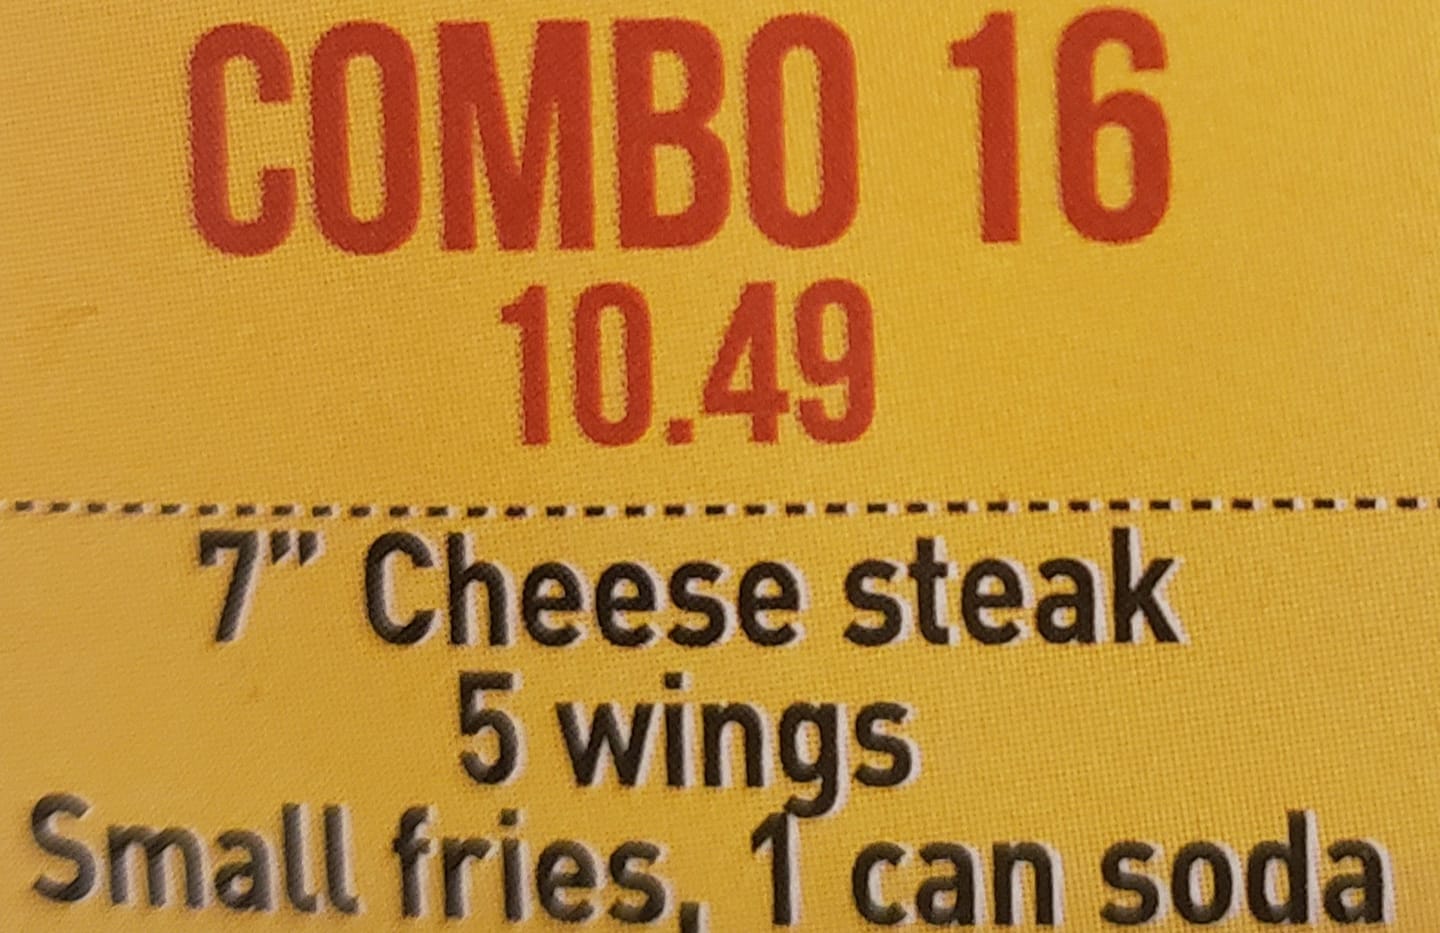 COMBO 16
10.49
7" Cheese steak
5 wings
Small fries, 1 can soda